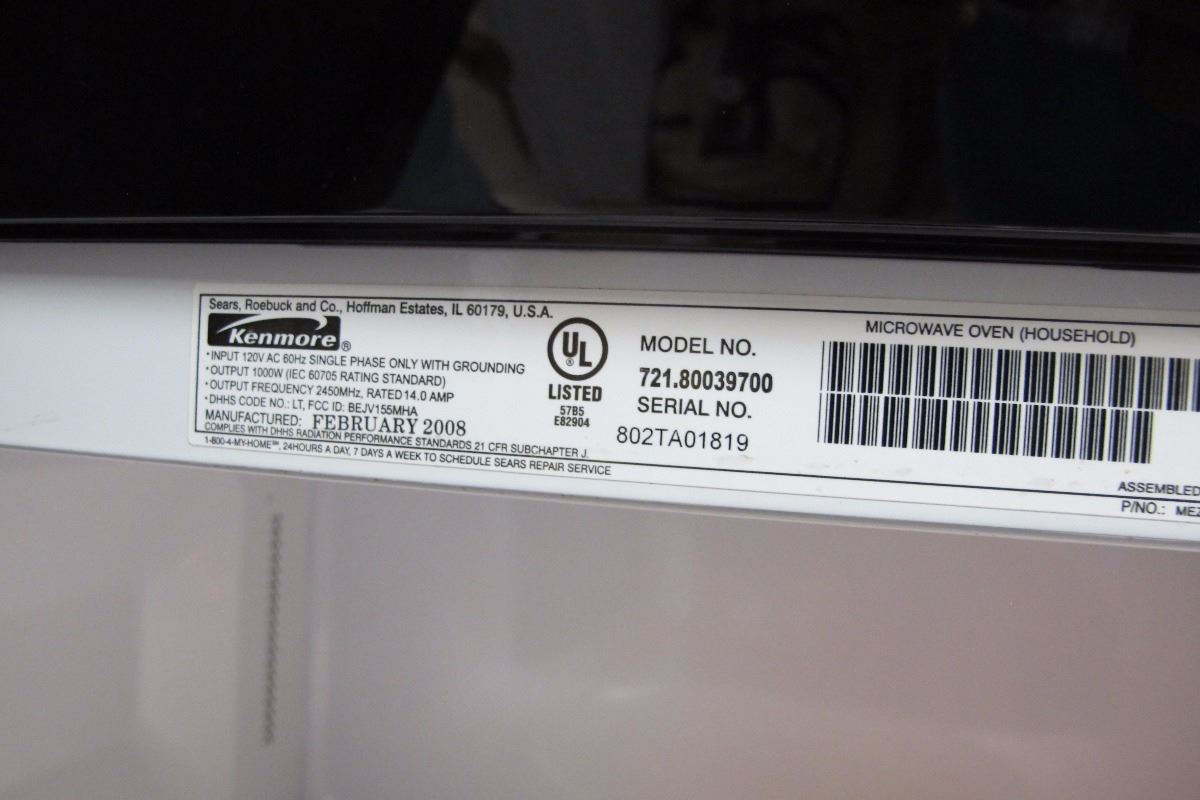 Sears, Roebuck and Co., Hoffman Estates, IL 60179, U.S.A.
Kenmore®
•INPUT 120V AC 60Hz SINGLE PHASE ONLY WITH GROUNDING
•OUTPUT 1000W (IEC 60705 RATING STANDARD)
•OUTPUT FREQUENCY 2450MHz, RATED 14.0 AMP
•DHHS CODE NO.: LT, FCC ID: BEJV155MHA
MANUFACTURED: FEBRUARY 2008
COMPLIES WITH DHHS RADIATION PERFORMANCE STANDARDS 21 CFR SUBCHAPTER J.
1-800-4-MY-HOME℠, 24HOURS A DAY, 7 DAYS A WEEK TO SCHEDULE SEARS REPAIR SERVICE
UL®
LISTED
57B5
E82904
MODEL NO.
721.80039700
SERIAL NO.
802TA01819
MICROWAVE OVEN (HOUSEHOLD)
ASSEMBLED
P/NO.: MEZ